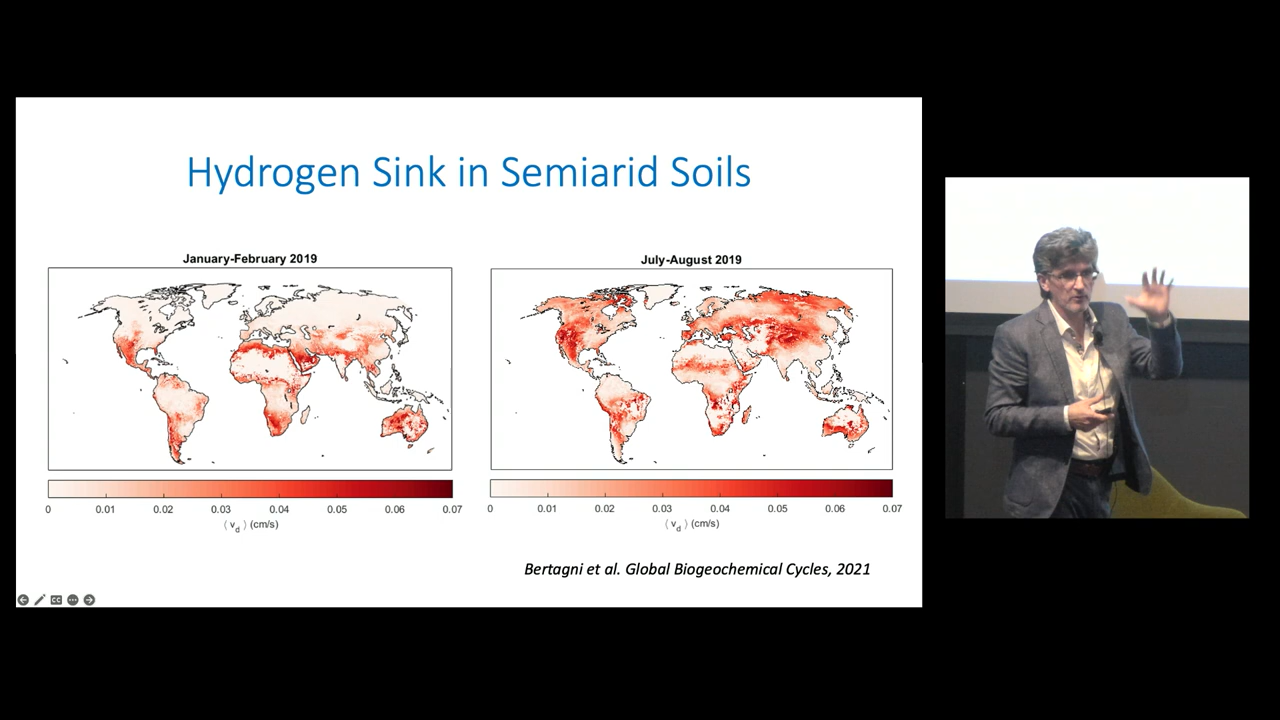 Hydrogen Sink in Semiarid Soils
January-February 2019
0 0.01 0.02 0.03 0.04 0.05 0.06 0.07
⟨ v_d ⟩ (cm/s)
July-August 2019
0 0.01 0.02 0.03 0.04 0.05 0.06 0.07
⟨ v_d ⟩ (cm/s)
Bertagni et al. Global Biogeochemical Cycles, 2021
CC